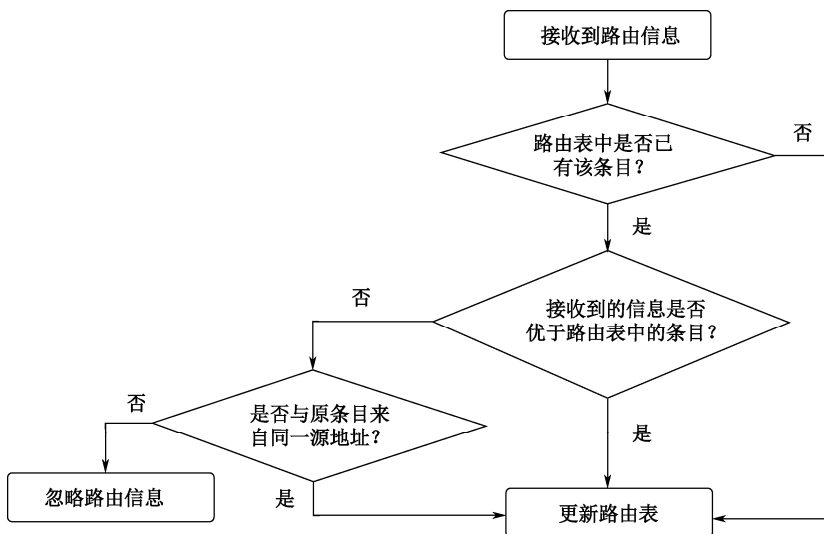 接收到路由信息
路由表中是否已
有该条目？
否
是
接收到的信息是否
优于路由表中的条目？
否
是否与原条目来
自同一源地址？
否
是
是
忽略路由信息
更新路由表